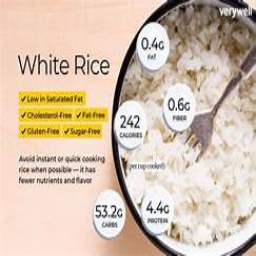 verywell
White Rice
0.4G
FAT
0.6G
FIBER
✓ Low in Saturated Fat
✓ Cholesterol-Free ✓ Fat-Free
✓ Gluten-Free ✓ Sugar-Free
242
CALORIES
(per cup cooked)
Avoid instant or quick cooking
rice when possible — it has
fewer nutrients and flavor
53.2G
CARBS
4.4G
PROTEIN